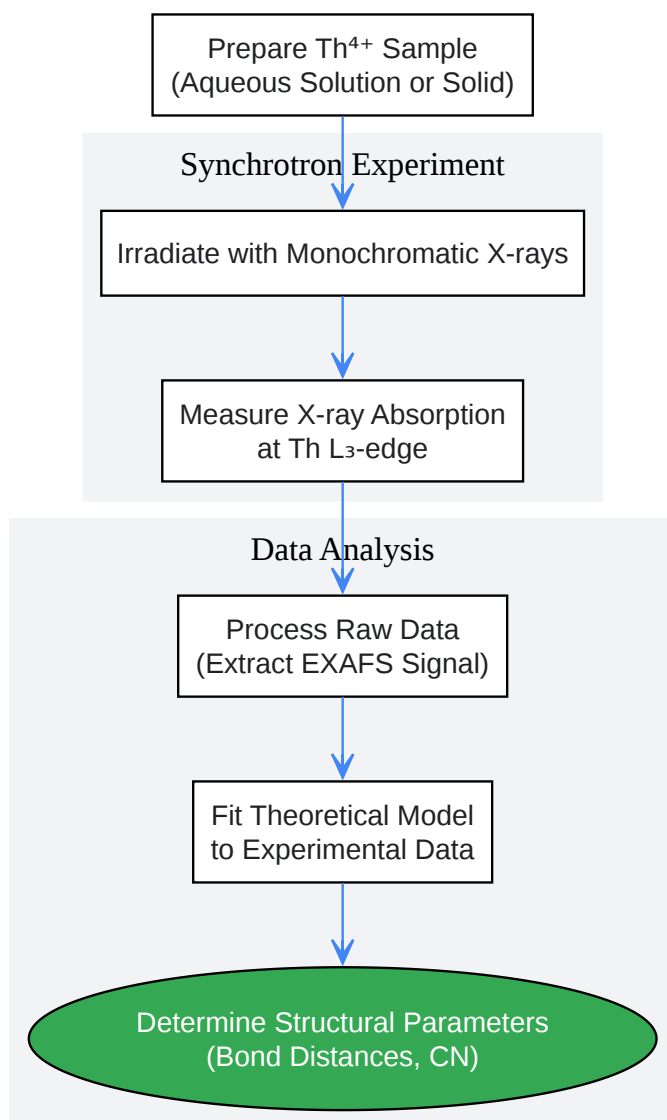 Prepare Th⁴⁺ Sample
(Aqueous Solution or Solid)
Synchrotron Experiment
Irradiate with Monochromatic X-rays
Measure X-ray Absorption
at Th L₃-edge
Data Analysis
Process Raw Data
(Extract EXAFS Signal)
Fit Theoretical Model
to Experimental Data
Determine Structural Parameters
(Bond Distances, CN)